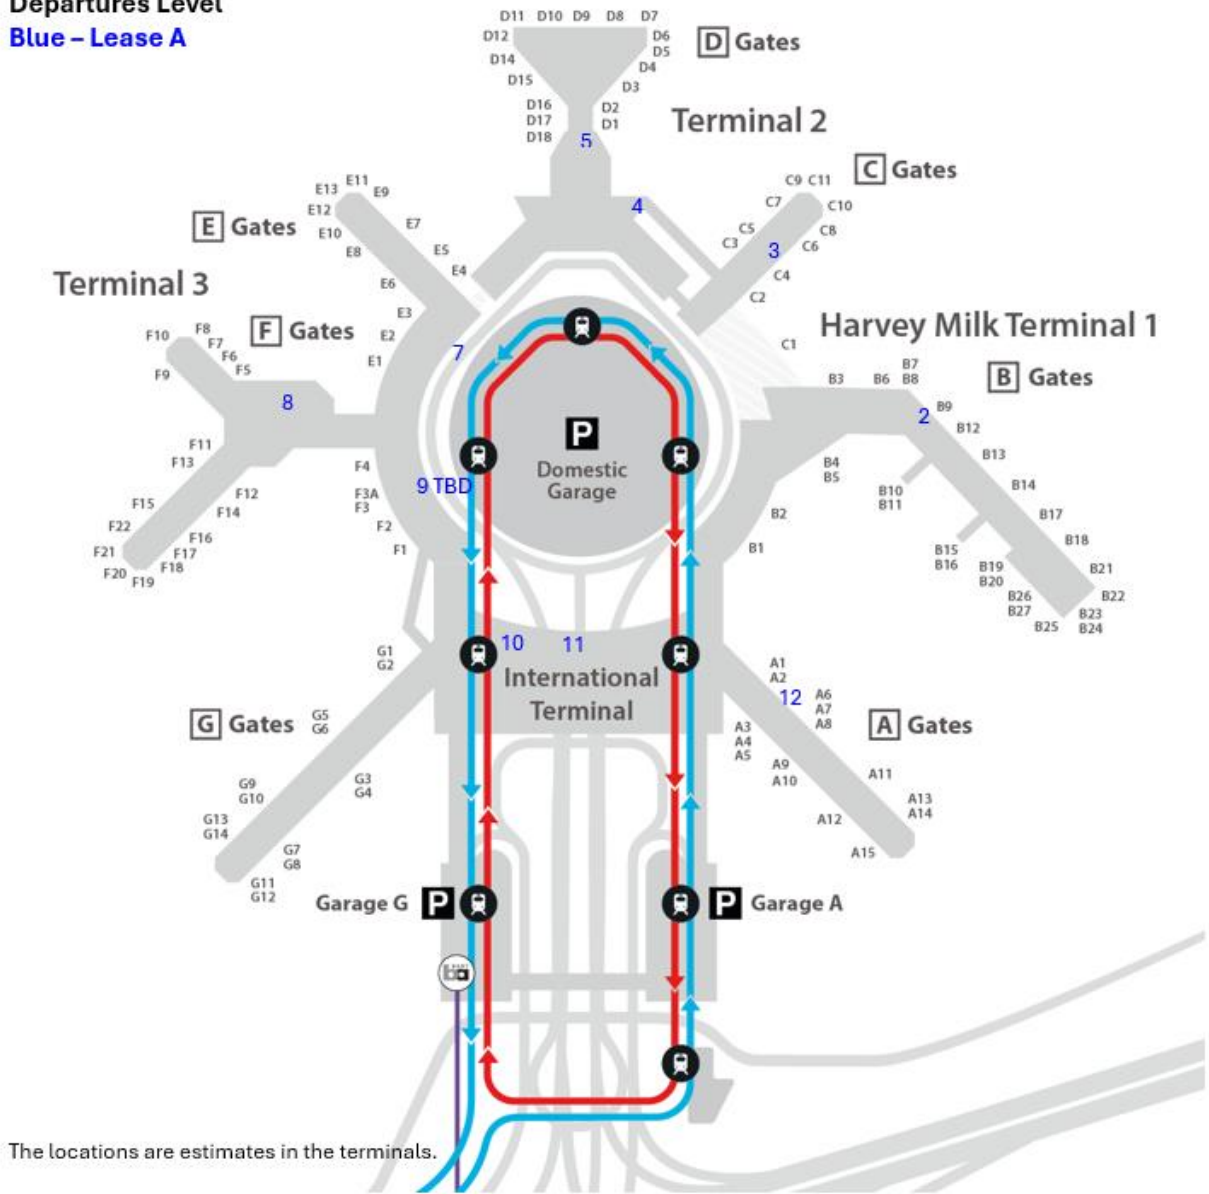 Departures Level
Blue – Lease A
D11 D10 D9 D8 D7
D12
D6
D5
D14
D4
D15
D3
D16
D2
D17
D1
D18
5
D Gates
Terminal 2
C Gates
C9 C11
C7
C10
C5
C8
C3
C6
3
C4
C2
C1
4
E11
E13
E9
E12
E7
E10
E8
E5
E4
E6
E3
E2
E1
E Gates
Terminal 3
F Gates
F10
F8
F7
F6
F5
F9
8
7
F11
F13
F4
F12
F3A
F3
F15
F14
F2
F22
F16
F1
F21
F17
F20
F18
F19
9 TBD
P
Domestic
Garage
Harvey Milk Terminal 1
B Gates
B7
B3 B6 B8
B9
2
B12
B13
B4
B5
B14
B10
B11
B17
B2
B18
B1
B15
B16
B19
B20
B21
B26
B27
B22
B25
B23
B24
10
11
International
Terminal
G1
G2
G Gates
G5
G6
G3
G4
G9
G10
G13
G14
G7
G8
G11
G12
A1
A2
12
A6
A7
A8
A3
A4
A5
A Gates
A9
A10
A11
A13
A14
A12
A15
Garage G P
P Garage A
BART
ba
The locations are estimates in the terminals.